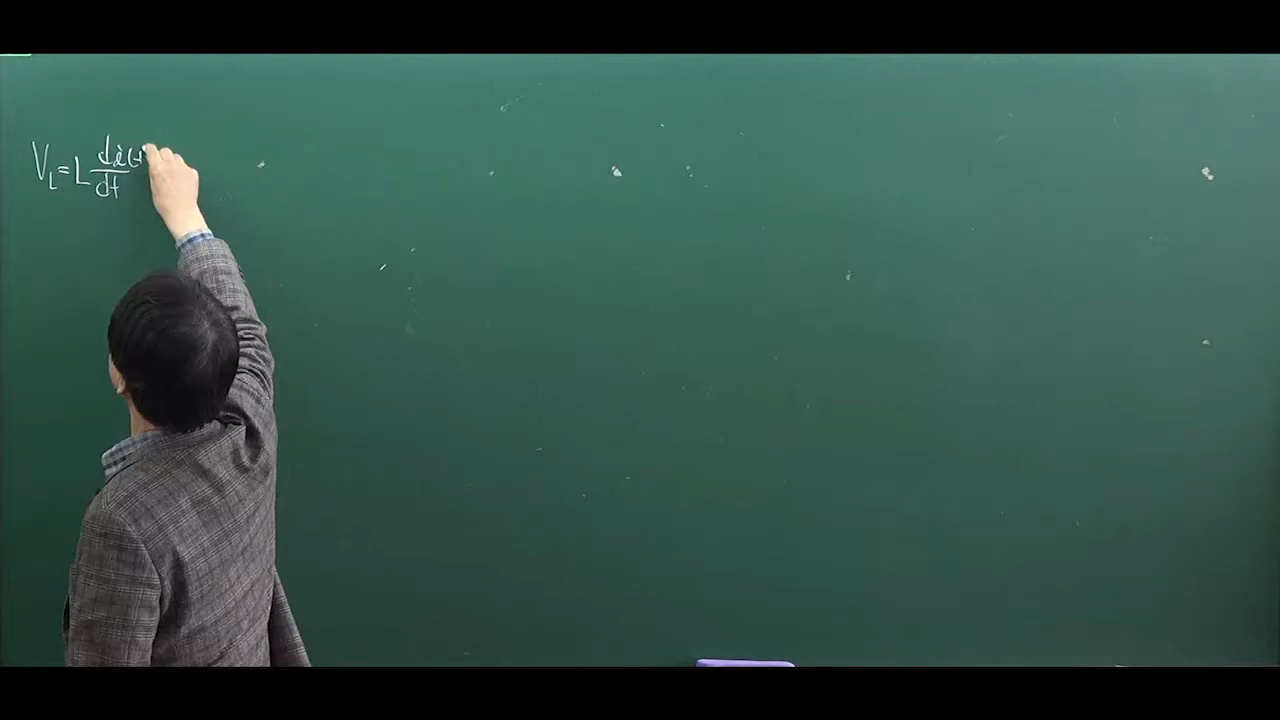 V_L = L di(t / dt